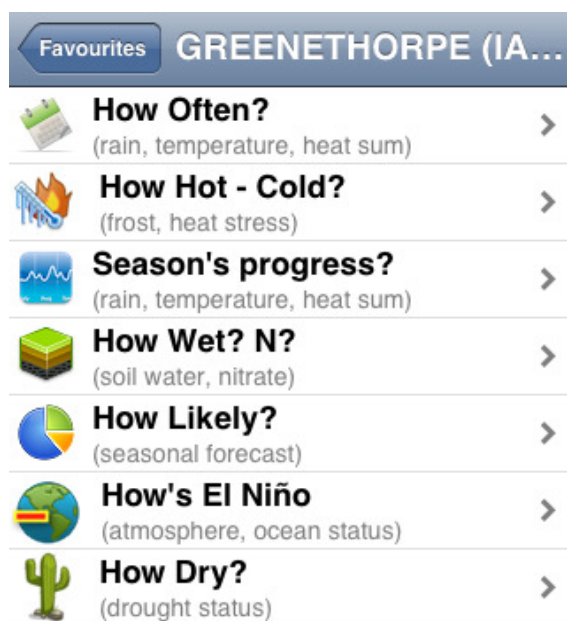 Favourites GREENETHORPE (IA...
How Often?
(rain, temperature, heat sum)
How Hot - Cold?
(frost, heat stress)
Season's progress?
(rain, temperature, heat sum)
How Wet? N?
(soil water, nitrate)
How Likely?
(seasonal forecast)
How's El Niño
(atmosphere, ocean status)
How Dry?
(drought status)